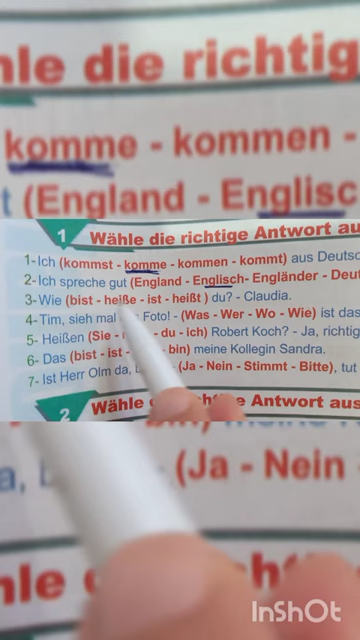 le die richtig
komme - kommen -
t (England - Englisc
1 Wähle die richtige Antwort au
1-Ich (kommst - komme - kommen - kommt) aus Deutsc
2-Ich spreche gut (England - Englisch- Engländer - Deut
3-Wie (bist - heiße - ist - heißt ) du? - Claudia.
4- Tim, sieh mal Foto! - (Was - Wer - Wo - Wie) ist das
5- Heißen (Sie - - du - ich) Robert Koch? - Ja, richtig
6- Das (bist - ist - bin) meine Kollegin Sandra.
7- Ist Herr Olm da, (Ja - Nein - Stimmt - Bitte), tut
2 Wähle e Antwort aus
a, (Ja - Nein
le
InShOt